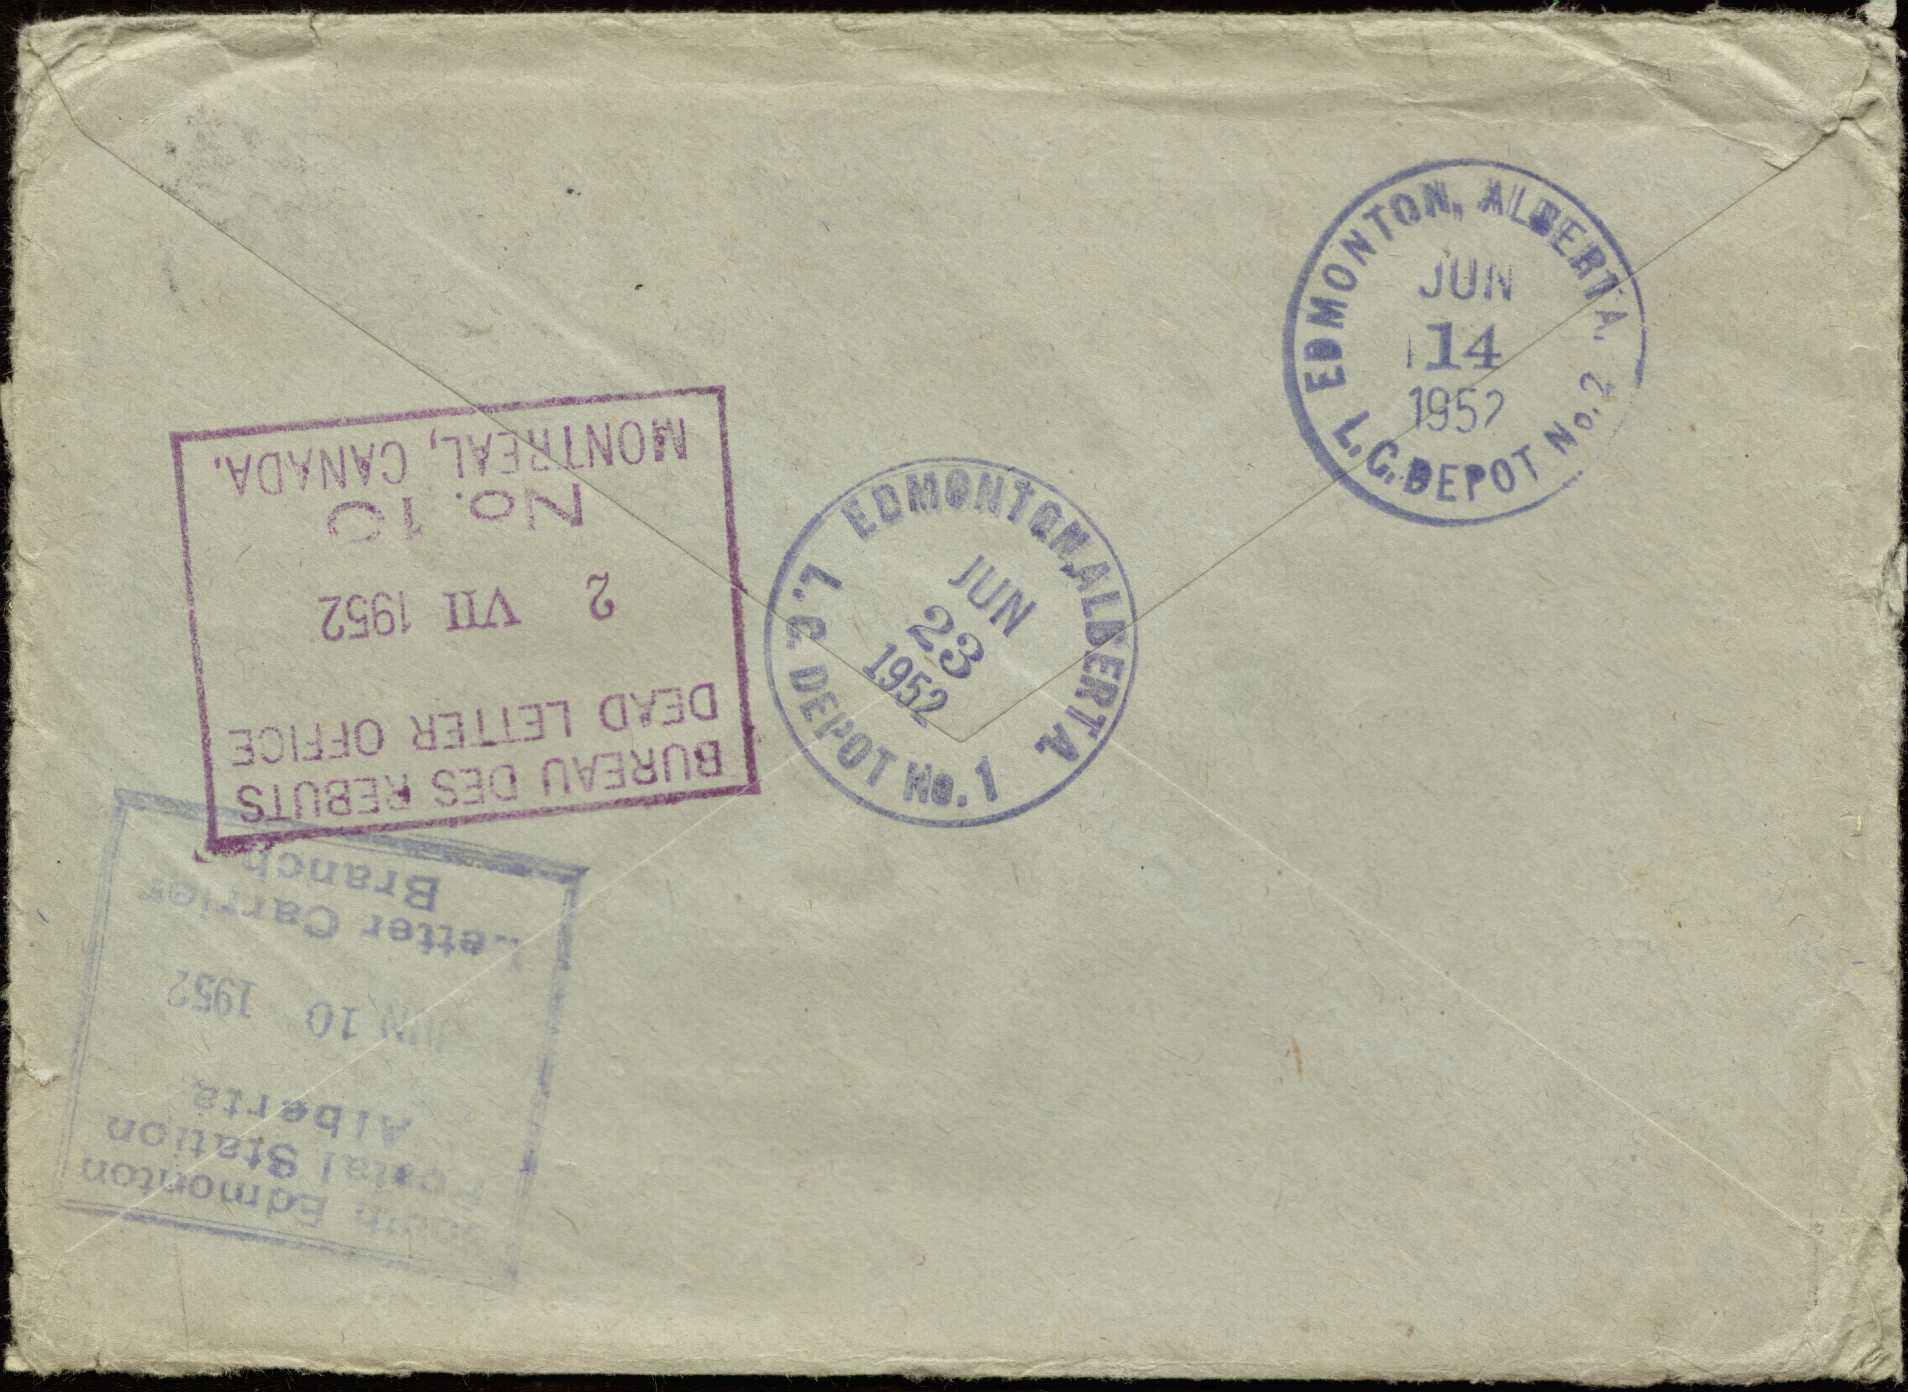 EDMONTON, ALBERTA.
JUN
14
1952
L.C. DEPOT No. 2
EDMONTON, ALBERTA.
JUN
23
1952
L.C. DEPOT No. 1
BUREAU DES REBUTS
DEAD LETTER OFFICE
2 VII 1952
No. 10
MONTREAL, CANADA.
South Edmonton
Postal Station
Alberta
JUN 10 1952
Letter Carrier
Branch